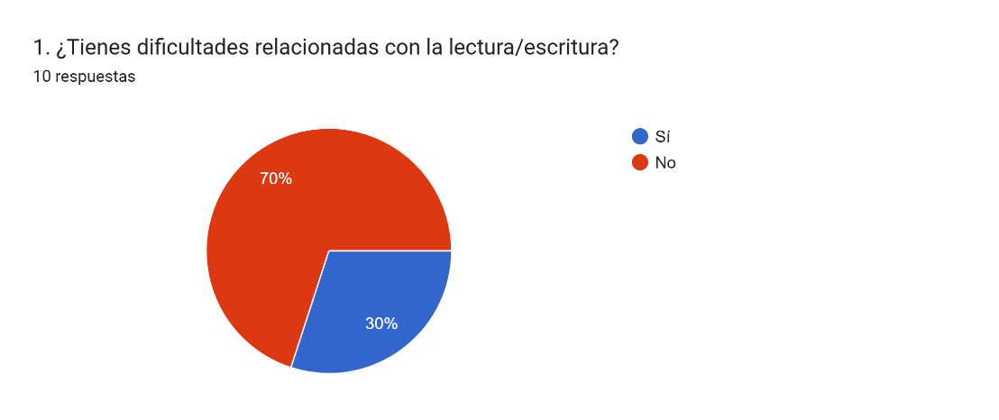 1. ¿Tienes dificultades relacionadas con la lectura/escritura?
10 respuestas
Sí
No
70%
30%